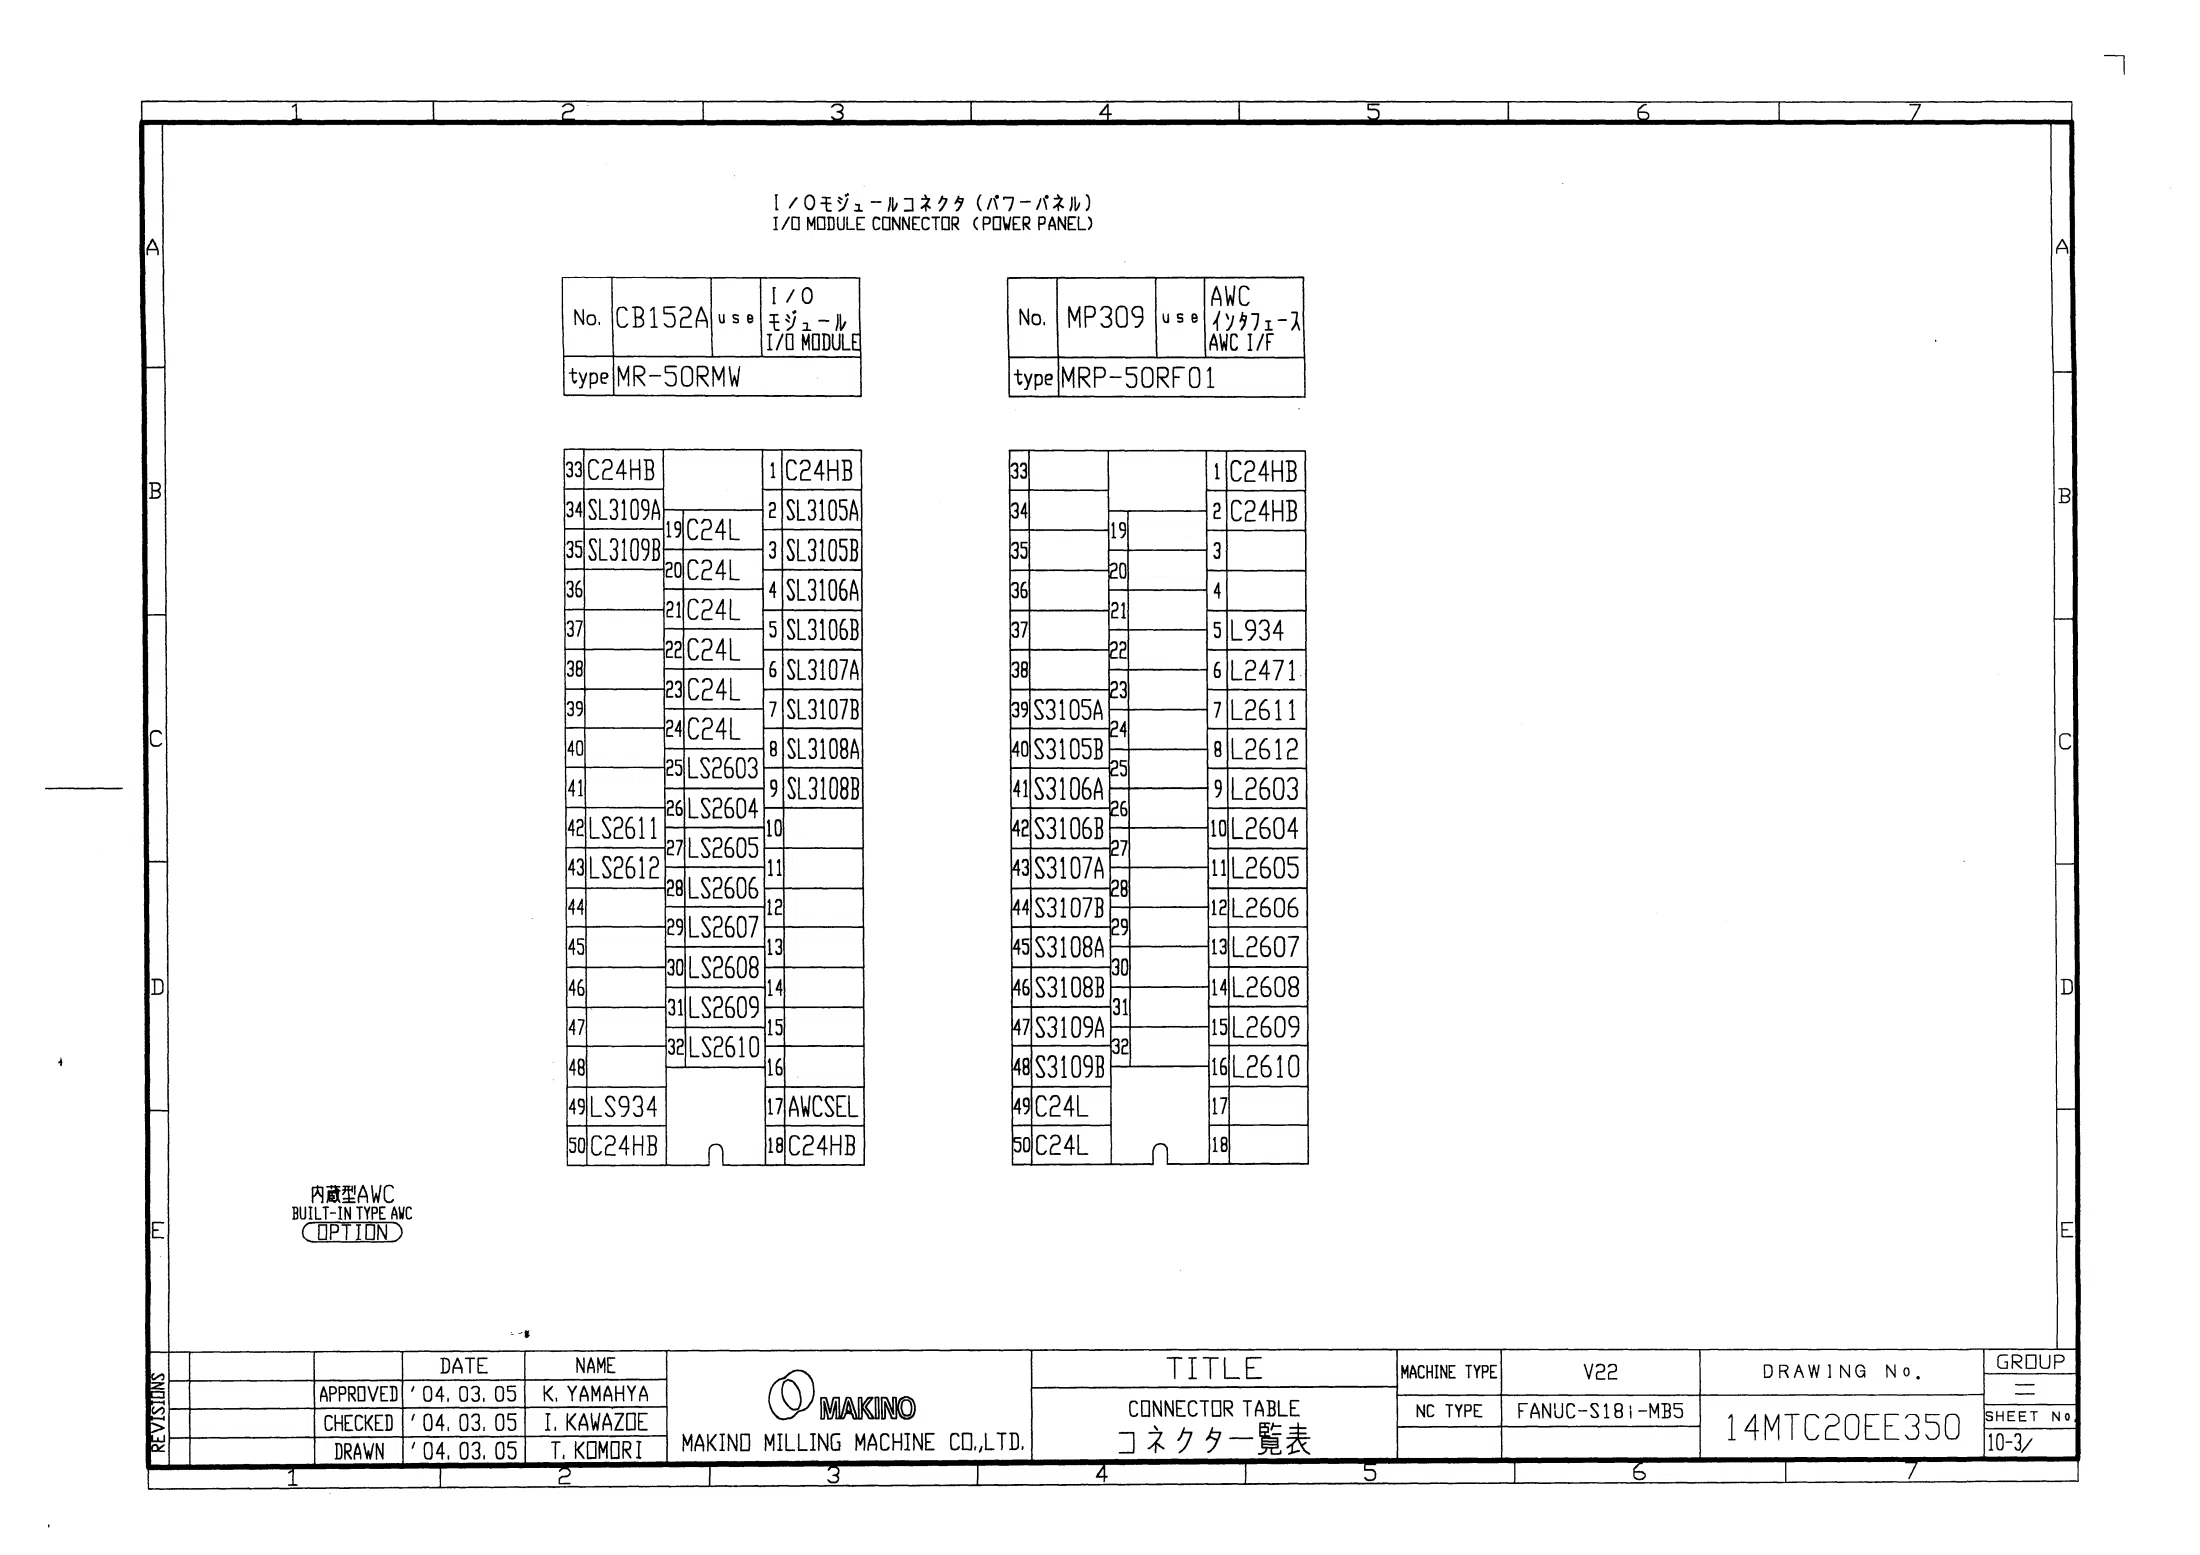 1 2 3 4 5 6 7
I/Oモジュールコネクタ(パワーパネル)
I/O MODULE CONNECTOR (POWER PANEL)
A A
No. CB152A use I/O モジュール I/O MODULE
type MR-50RMW
No. MP309 use AWC インタフェース AWC I/F
type MRP-50RF01
B B
C C
D D
E E
33 C24HB
34 SL3109A
35 SL3109B
36
37
38
39
40
41
42 LS2611
43 LS2612
44
45
46
47
48
49 LS934
50 C24HB
19 C24L
20 C24L
21 C24L
22 C24L
23 C24L
24 C24L
25 LS2603
26 LS2604
27 LS2605
28 LS2606
29 LS2607
30 LS2608
31 LS2609
32 LS2610
1 C24HB
2 SL3105A
3 SL3105B
4 SL3106A
5 SL3106B
6 SL3107A
7 SL3107B
8 SL3108A
9 SL3108B
10
11
12
13
14
15
16
17 AWCSEL
18 C24HB
33
34
35
36
37
38
39 S3105A
40 S3105B
41 S3106A
42 S3106B
43 S3107A
44 S3107B
45 S3108A
46 S3108B
47 S3109A
48 S3109B
49 C24L
50 C24L
19
20
21
22
23
24
25
26
27
28
29
30
31
32
1 C24HB
2 C24HB
3
4
5 L934
6 L2471
7 L2611
8 L2612
9 L2603
10 L2604
11 L2605
12 L2606
13 L2607
14 L2608
15 L2609
16 L2610
17
18
内蔵型AWC
BUILT-IN TYPE AWC
OPTION
REVISIONS
DATE NAME
APPROVED '04.03.05 K. YAMAHYA
CHECKED '04.03.05 I. KAWAZOE
DRAWN '04.03.05 T. KOMORI
MAKINO
MAKINO MILLING MACHINE CO.,LTD.
TITLE
CONNECTOR TABLE
コネクター覧表
MACHINE TYPE V22
NC TYPE FANUC-S18i-MB5
DRAWING No.
14MTC20EE350
GROUP
二
SHEET No.
10-3/
1 2 3 4 5 6 7